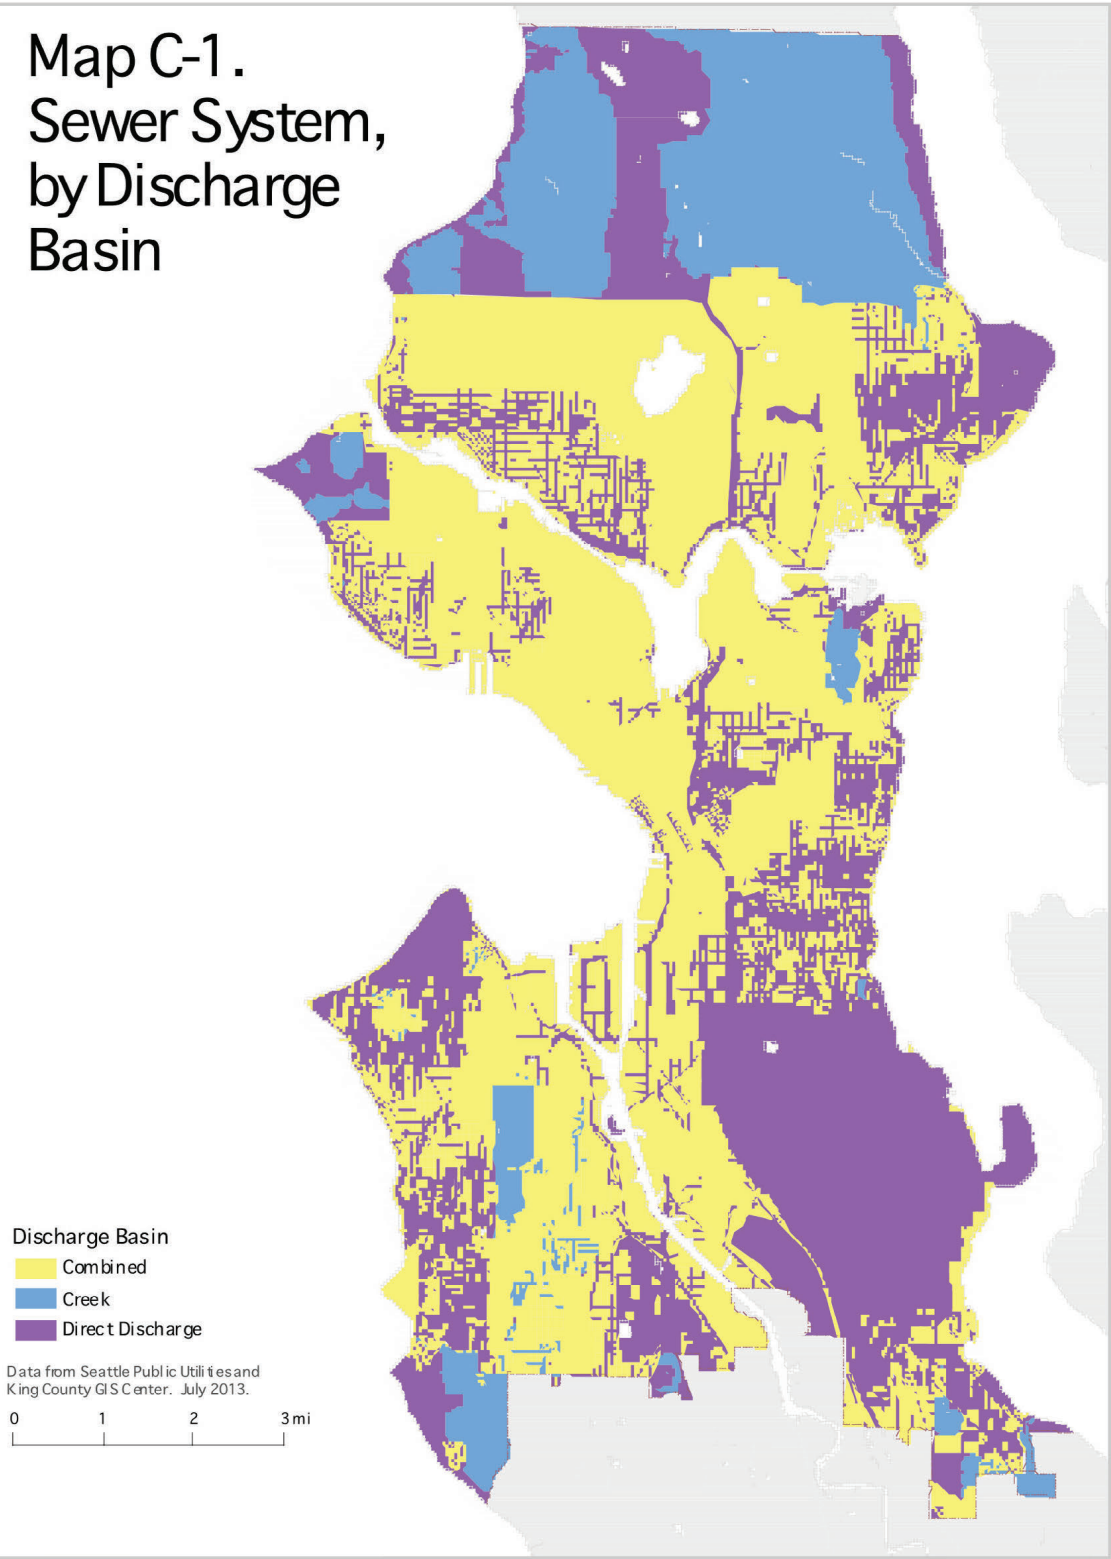 Map C-1.
Sewer System,
by Discharge
Basin
Discharge Basin
Combined
Creek
Direct Discharge
Data from Seattle Public Utilities and
King County GIS Center. July 2013.
0 1 2 3 mi